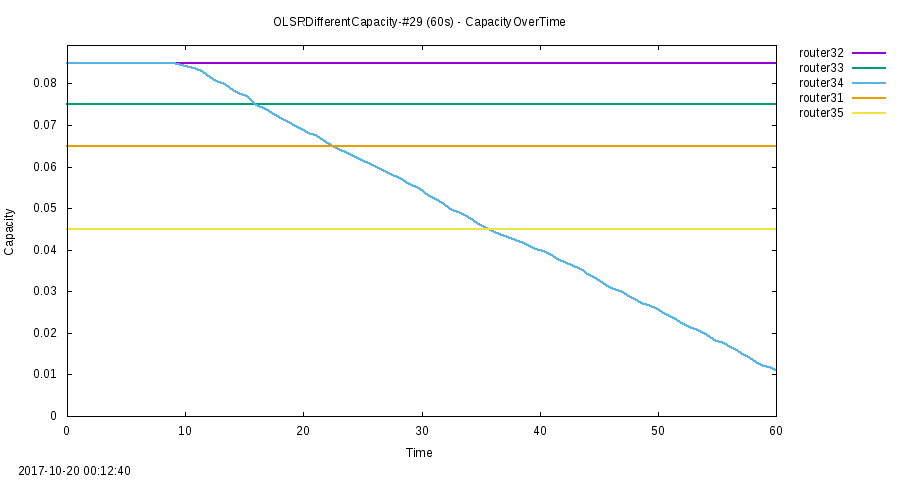 OLSRDifferentCapacity-#29 (60s) - CapacityOverTime
router32
router33
router34
router31
router35
0.08
0.07
0.06
0.05
0.04
0.03
0.02
0.01
0
Capacity
0 10 20 30 40 50 60
Time
2017-10-20 00:12:40